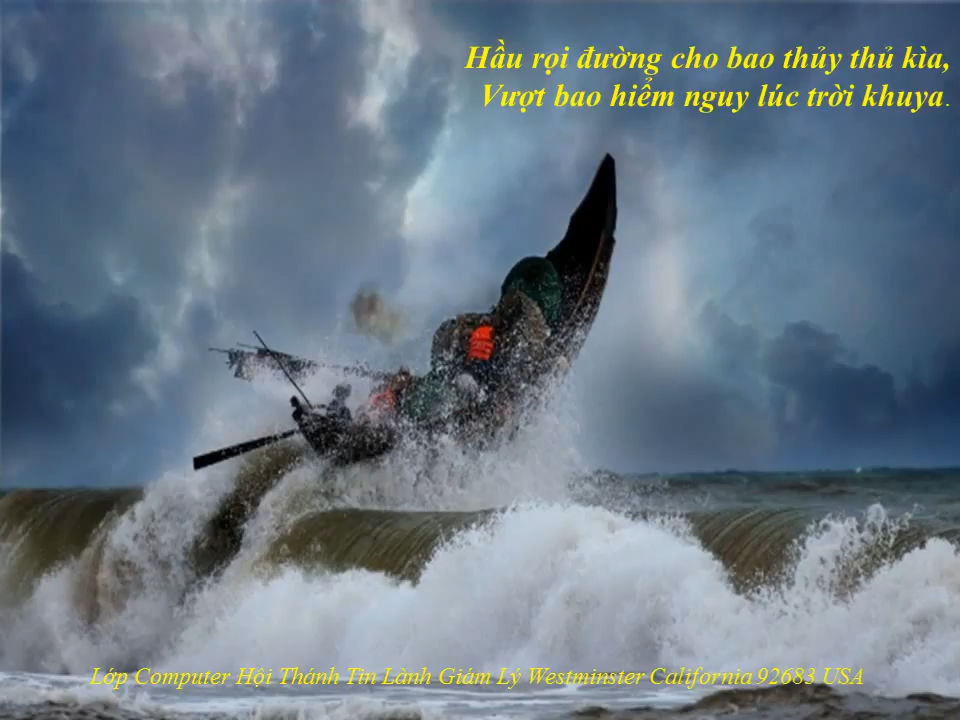 Hầu rọi đường cho bao thủy thủ kìa,
Vượt bao hiểm nguy lúc trời khuya.
Lớp Computer Hội Thánh Tin Lành Giám Lý Westminster California 92683 USA